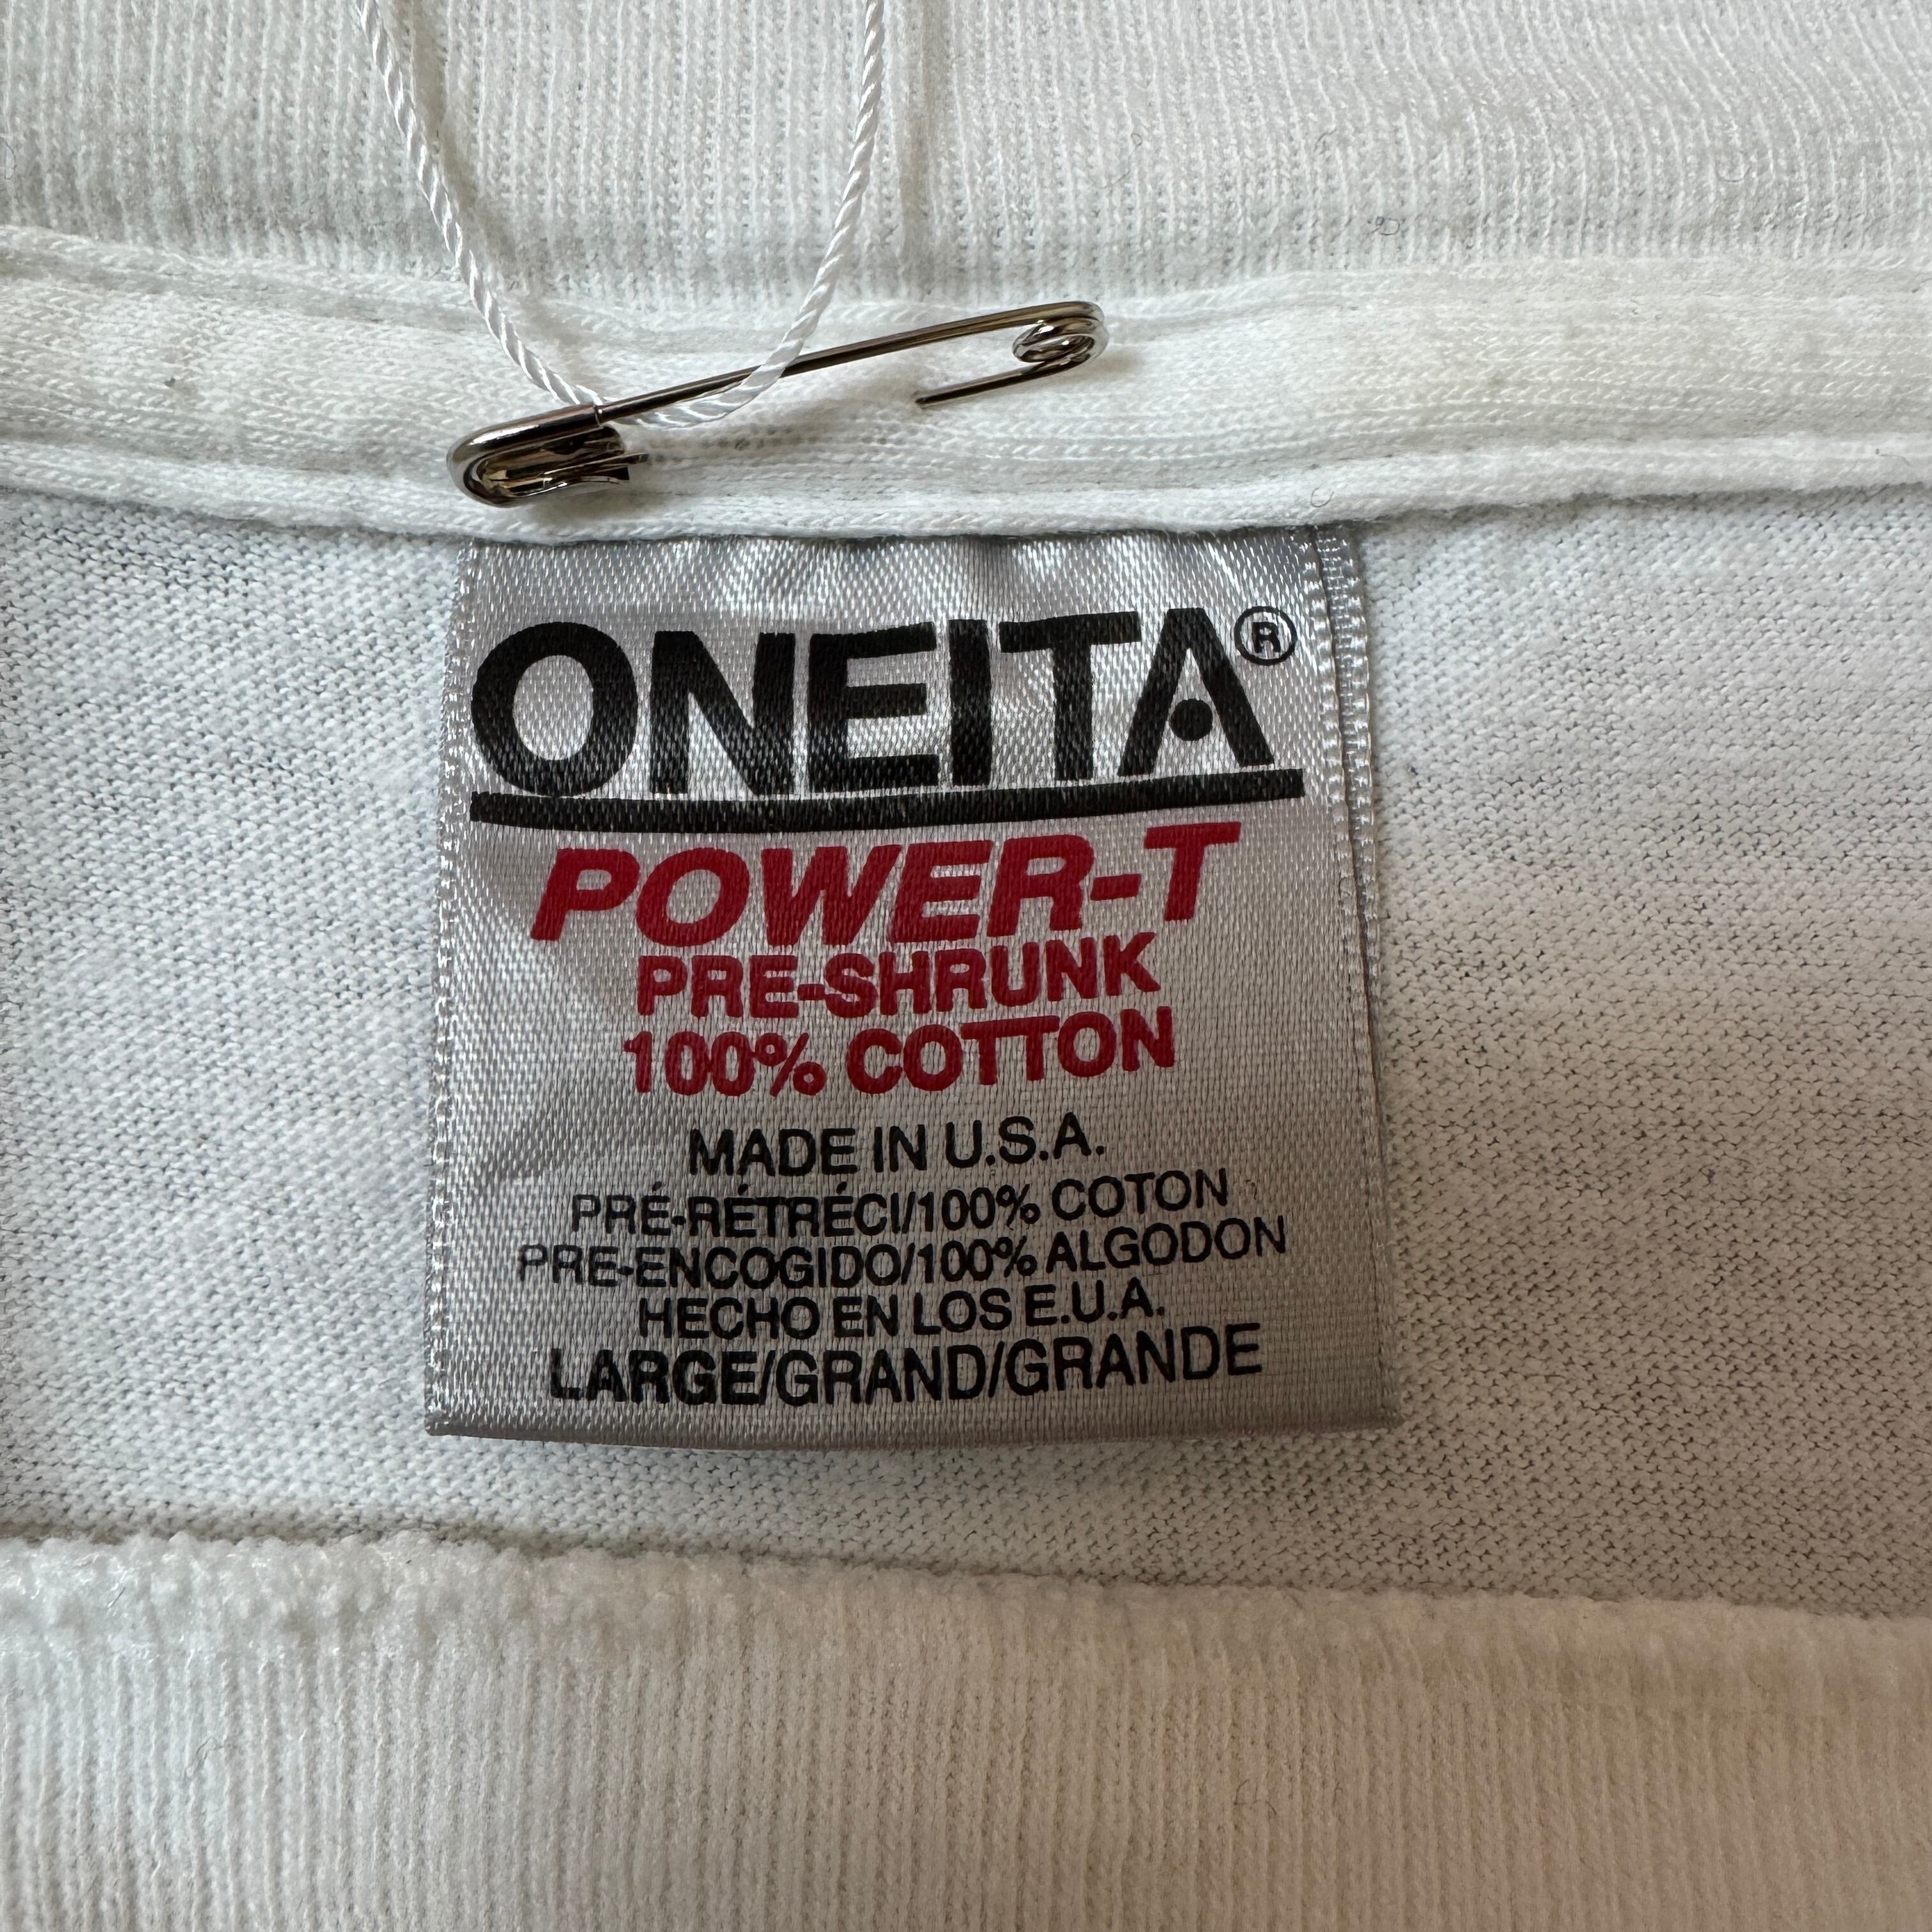 ONEITA®
POWER-T
PRE-SHRUNK
100% COTTON
MADE IN U.S.A.
PRÉ-RÉTRÉCI/100% COTON
PRE-ENCOGIDO/100% ALGODON
HECHO EN LOS E.U.A.
LARGE/GRAND/GRANDE